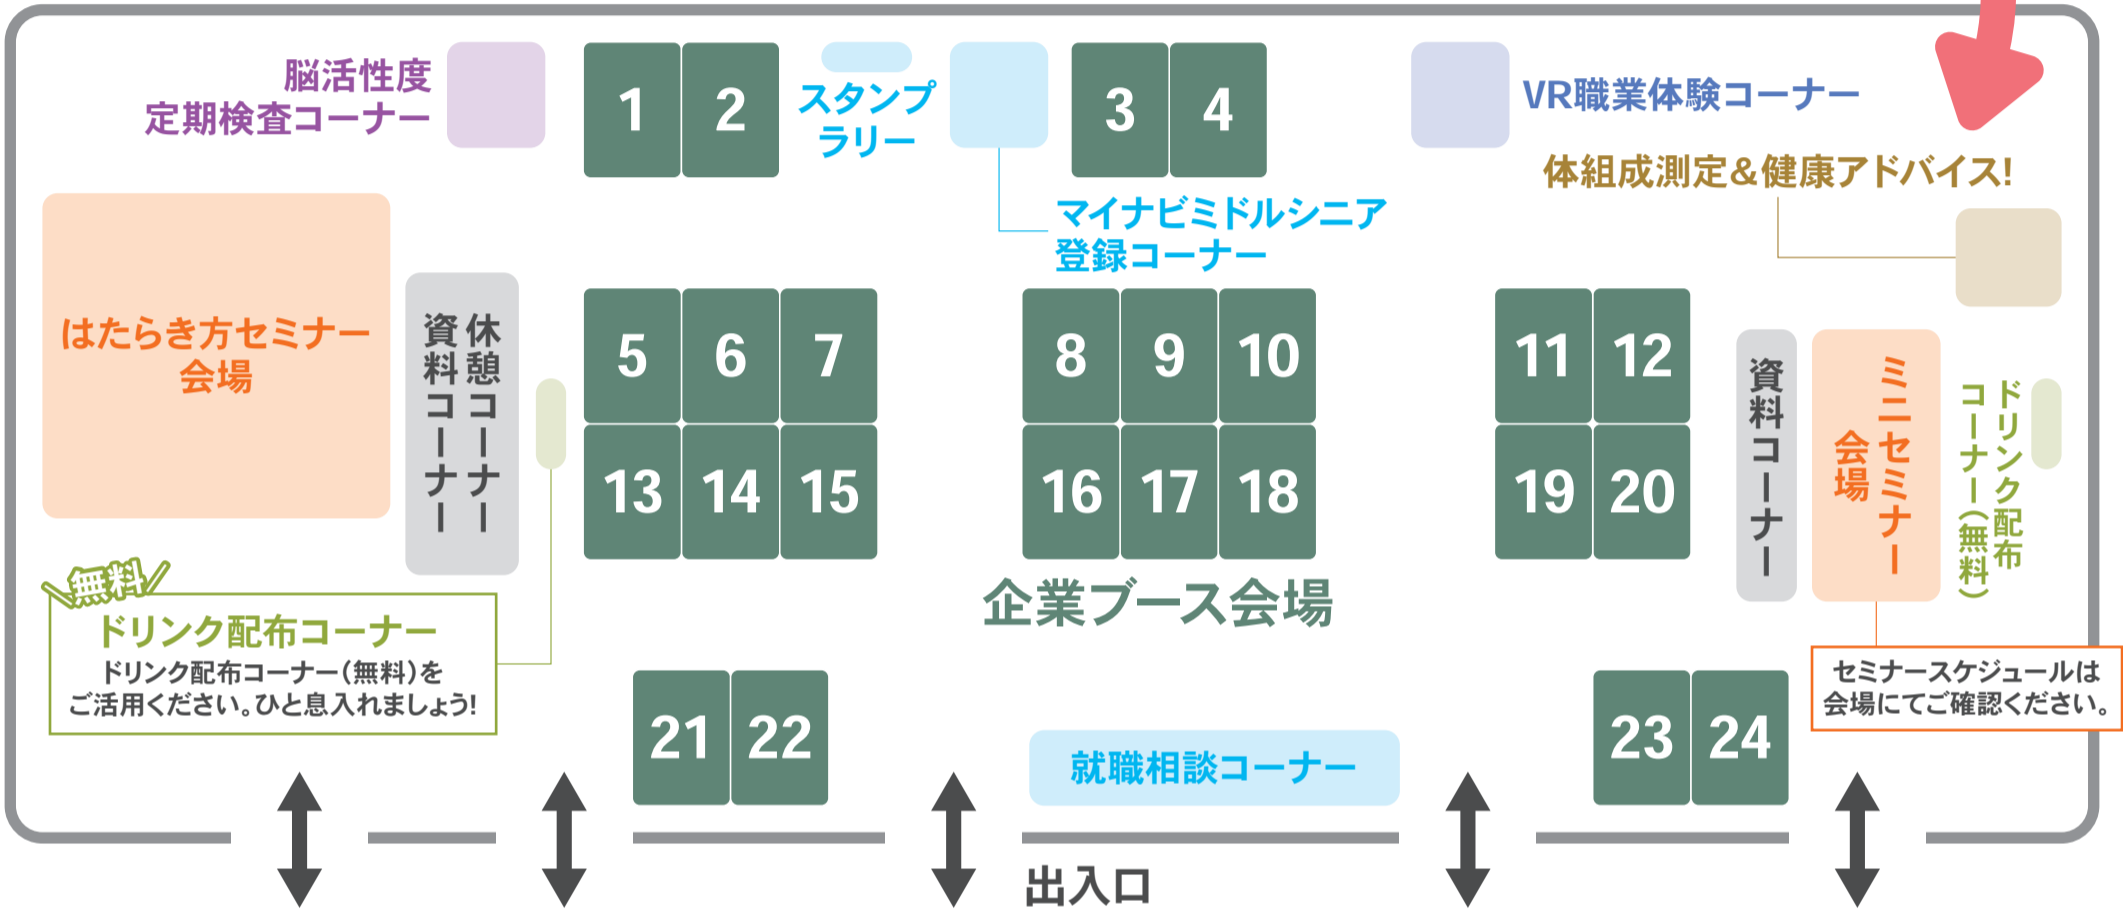 脳活性度
定期検査コーナー
1
2
スタンプ
ラリー
3
4
VR職業体験コーナー
体組成測定&健康アドバイス!
マイナビミドルシニア
登録コーナー
はたらき方セミナー
会場
休憩コーナー
資料コーナー
5
6
7
8
9
10
11
12
13
14
15
16
17
18
19
20
資料コーナー
ミニセミナー
会場
ドリンク配布
コーナー(無料)
企業ブース会場
無料
ドリンク配布コーナー
ドリンク配布コーナー(無料)を
ご活用ください。ひと息入れましょう!
セミナースケジュールは
会場にてご確認ください。
21
22
就職相談コーナー
23
24
出入口